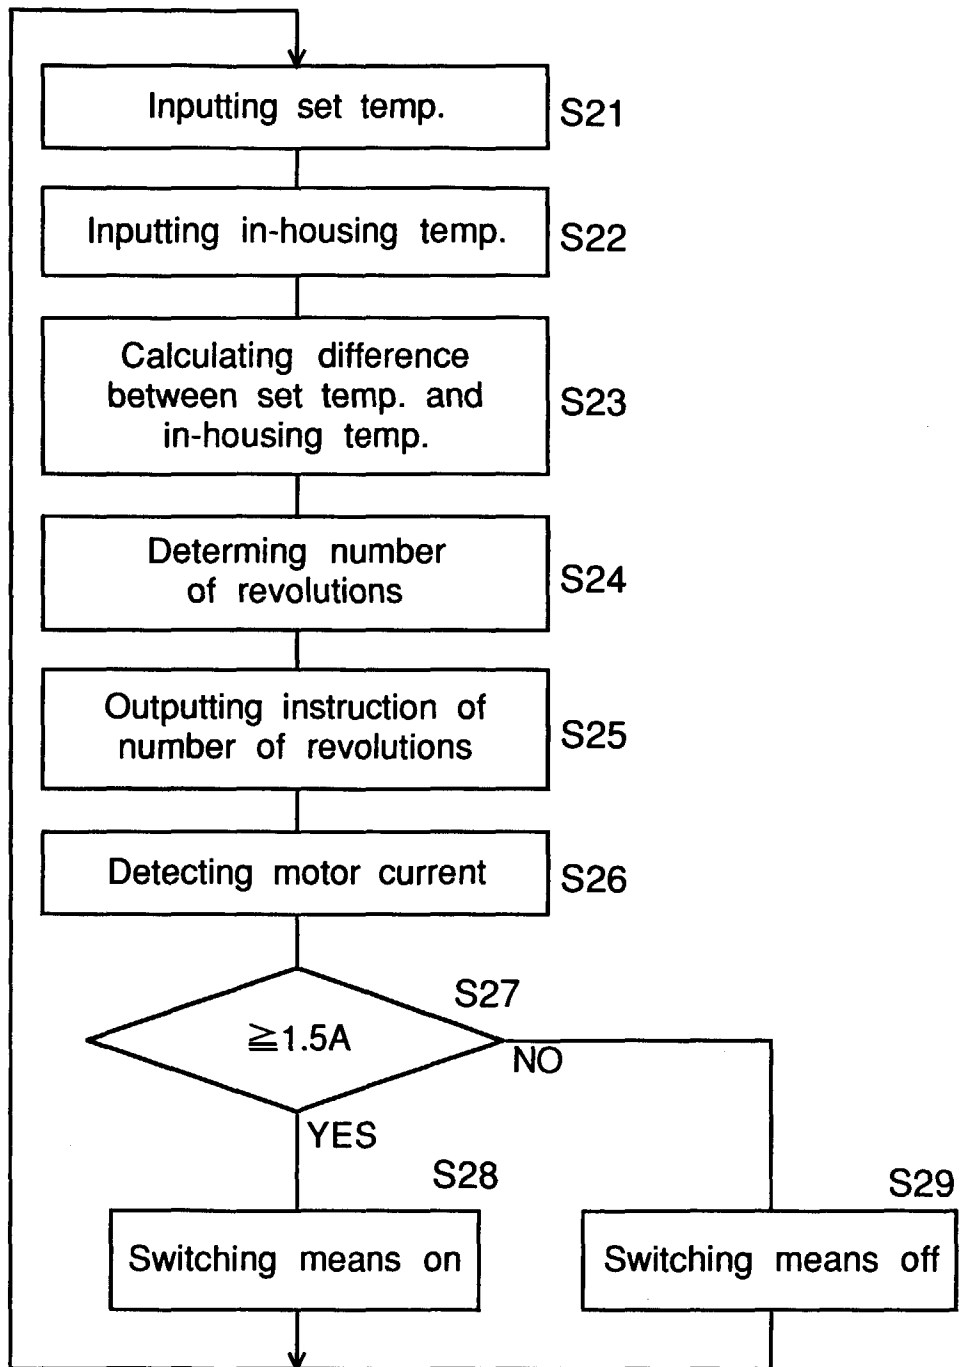 Inputting set temp.
S21
Inputting in-housing temp.
S22
Calculating difference
between set temp. and
in-housing temp.
S23
Determing number
of revolutions
S24
Outputting instruction of
number of revolutions
S25
Detecting motor current
S26
S27
≧1.5A
NO
YES
S28
Switching means on
S29
Switching means off